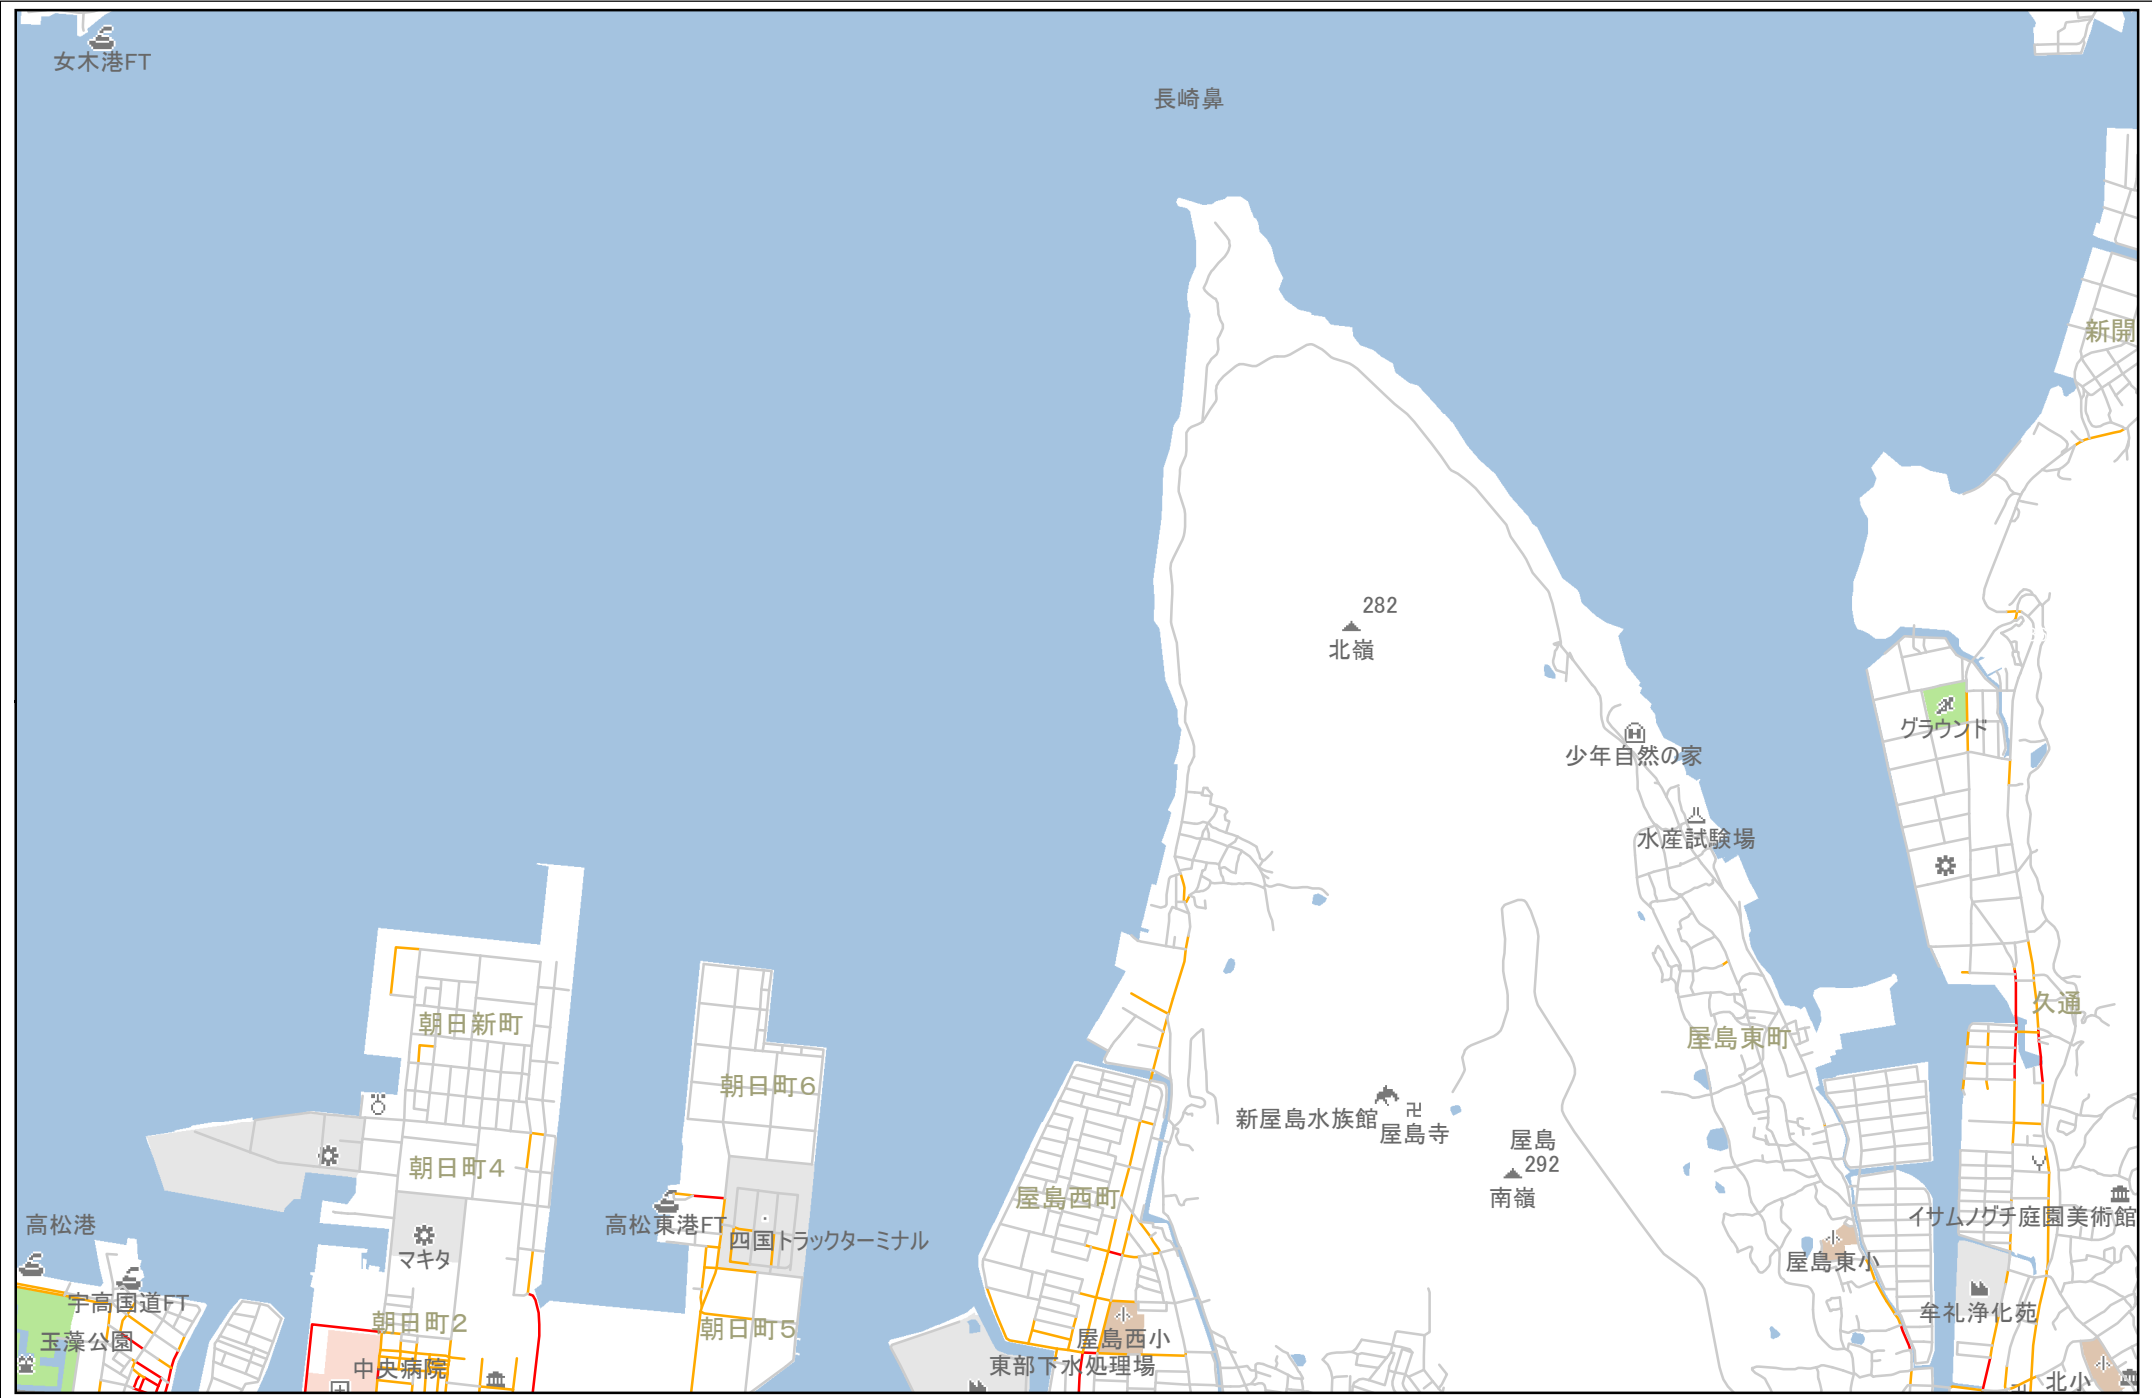 女木港FT
長崎鼻
新開
282
北嶺
グラウンド
少年自然の家
水産試験場
久通
朝日新町
屋島東町
朝日町6
新屋島水族館
屋島寺
屋島
292
南嶺
朝日町4
屋島西町
高松港
高松東港FT
四国トラックターミナル
イサムノグチ庭園美術館
マキタ
屋島東小
宇高国道FT
牟礼浄化苑
朝日町2
朝日町5
玉藻公園
屋島西小
東部下水処理場
中央病院
北小